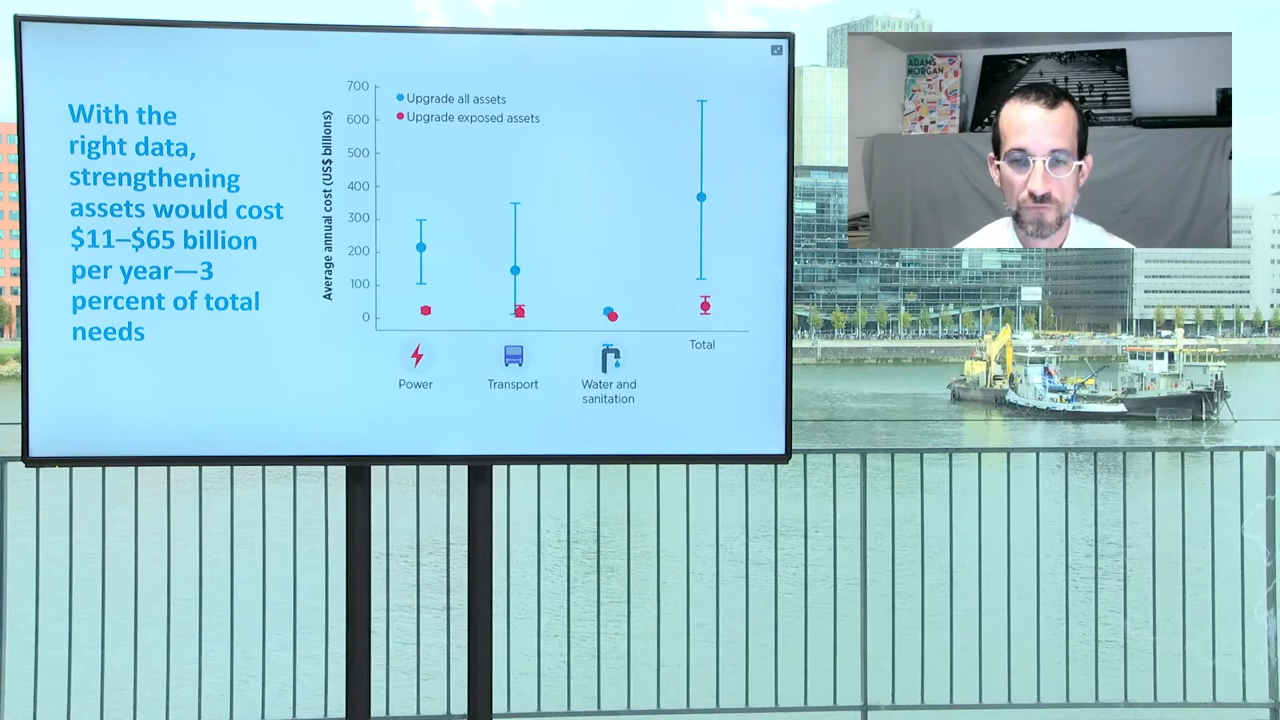 With the
right data,
strengthening
assets would cost
$11–$65 billion
per year—3
percent of total
needs
Average annual cost (US$ billions)
700
600
500
400
300
200
100
0
Upgrade all assets
Upgrade exposed assets
Power
Transport
Water and
sanitation
Total
ADAMS
MORGAN